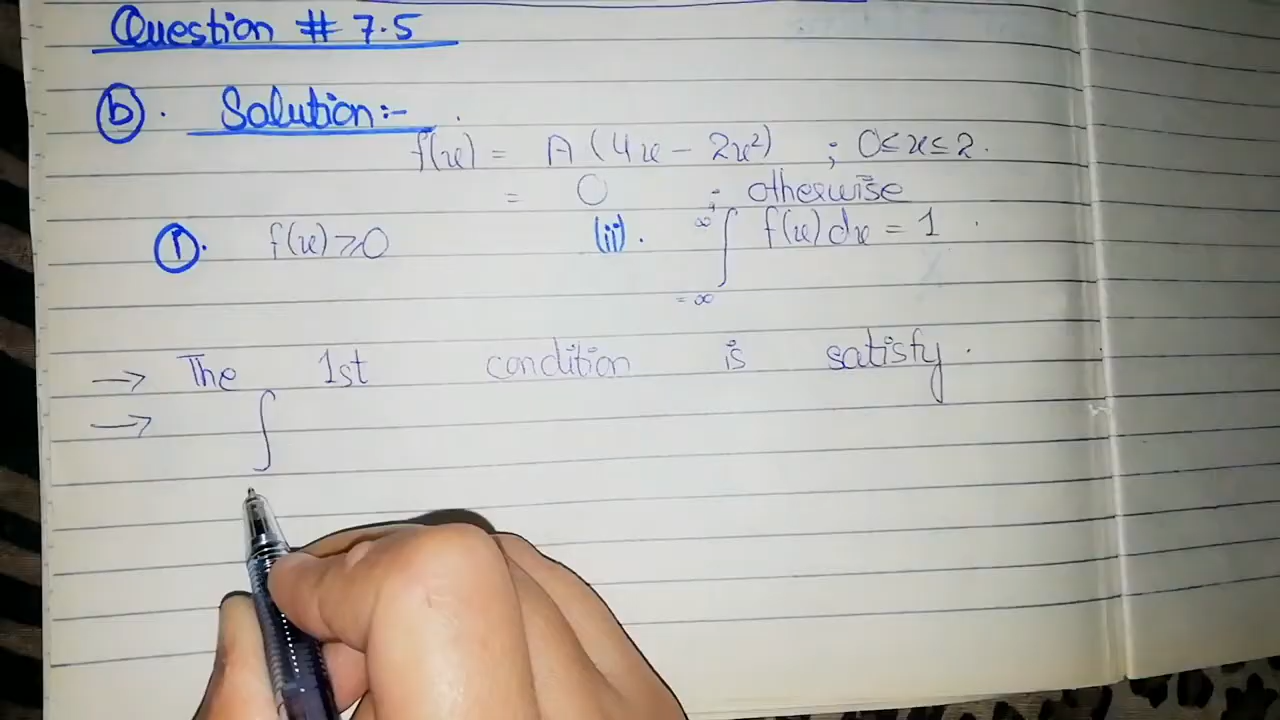 Question # 7.5
(b). Solution:-
f(x) = A (4x - 2x²) ; 0≤x≤2.
= 0 ; otherwise
(1). f(x) ≥ 0 (ii). ∞∫ f(x) dx = 1
= ∞
→ The 1st condition is satisfy.
→ ∫